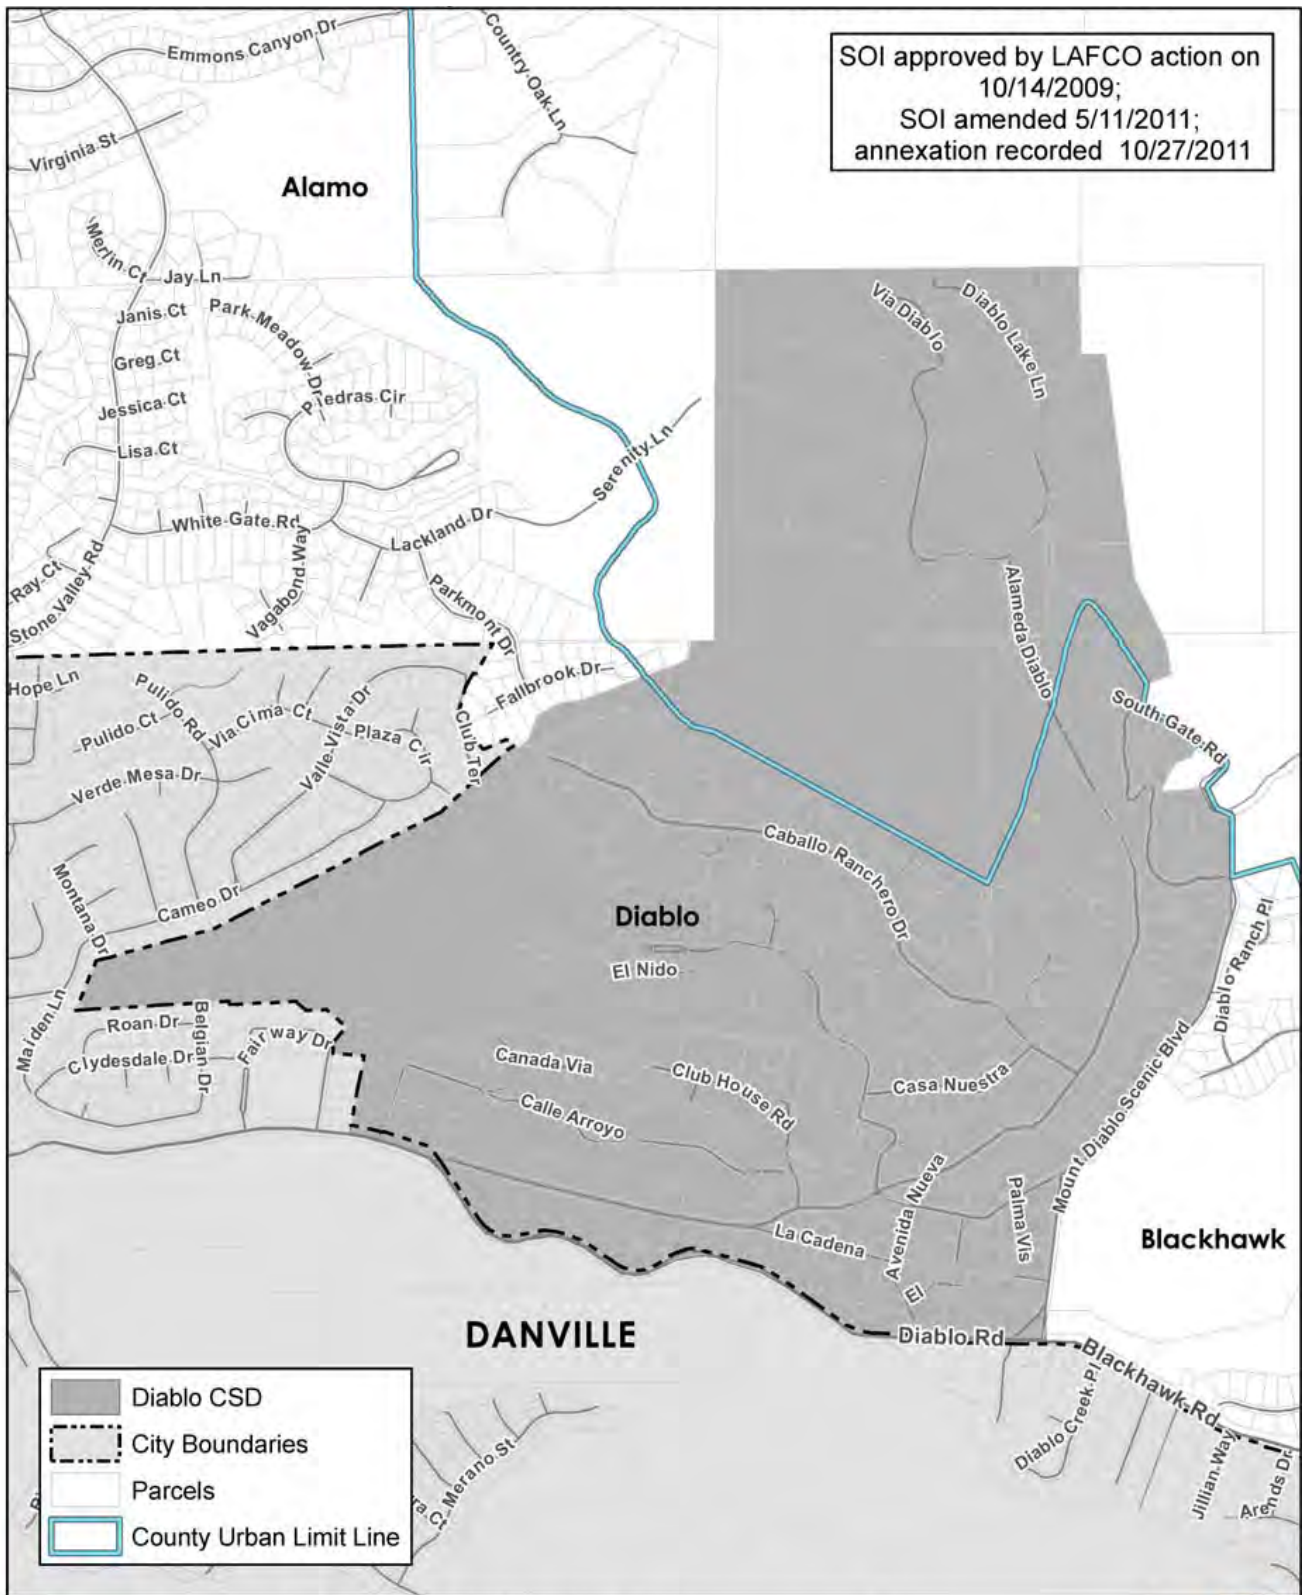 Emmons Canyon Dr
Country Oak Ln
SOI approved by LAFCO action on
10/14/2009;
SOI amended 5/11/2011;
annexation recorded 10/27/2011
Virginia St
Alamo
Merlin Ct
Jay Ln
Janis Ct
Park Meadow Dr
Via Diablo
Diablo Lake Ln
Greg Ct
Jessica Ct
Piedras Cir
Lisa Ct
Serenity Ln
White Gate Rd
Lackland Dr
Ray Ct
Stone Valley Rd
Vagabond Way
Parkmont Dr
Alameda Diablo
Hope Ln
Pulido Rd
Fallbrook Dr
Pulido Ct
Via Cima Ct
Valle Vista Dr
Plaza Cir
Club Ter
South Gate Rd
Verde Mesa Dr
Caballo Ranchero Dr
Montana Dr
Cameo Dr
Diablo
El Nido
Diablo Ranch Pl
Maiden Ln
Roan Dr
Belgian Dr
Fairway Dr
Clydesdale Dr
Canada Via
Club House Rd
Casa Nuestra
Calle Arroyo
Mount Diablo Scenic Blvd
Avenida Nueva
Palma Vis
La Cadena
Blackhawk
El
DANVILLE
Diablo Rd
Blackhawk Rd
Diablo Creek Pl
Jillian Way
Arends Dr
Merano St
Diablo CSD
City Boundaries
Parcels
County Urban Limit Line